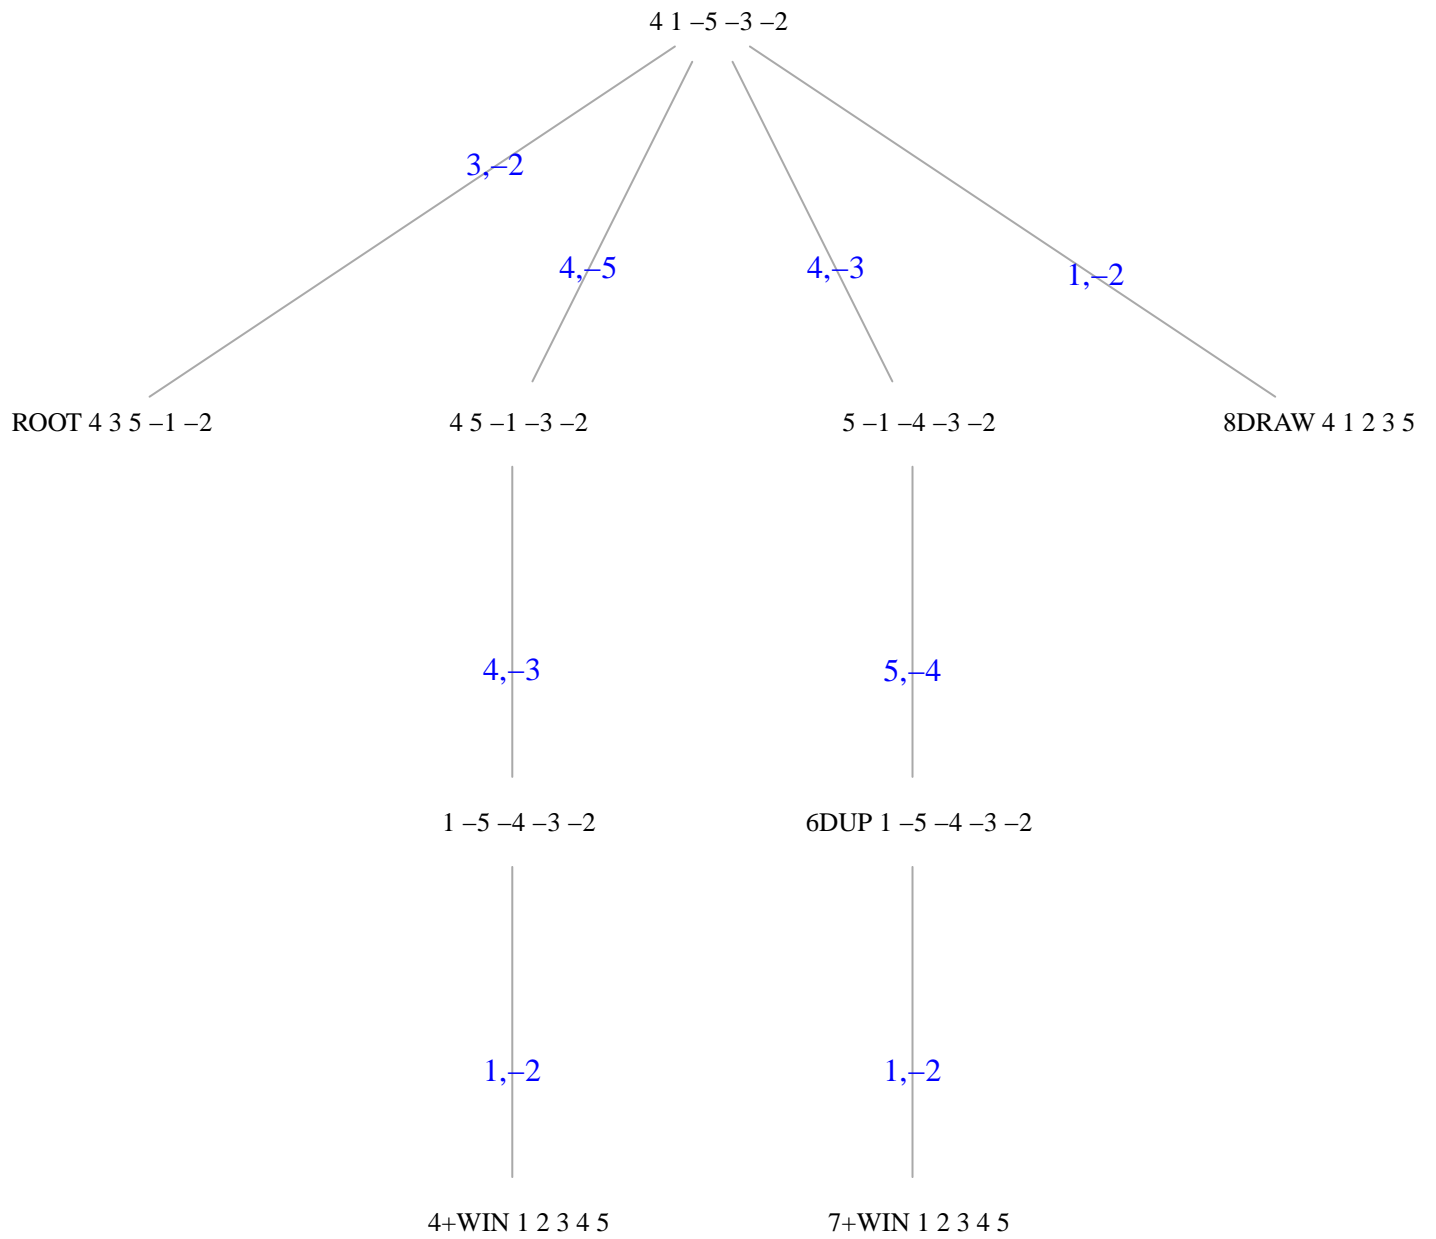 4 1 –5 –3 –2
3,–2
4,–5
4,–3
1,–2
ROOT 4 3 5 –1 –2
4 5 –1 –3 –2
5 –1 –4 –3 –2
8DRAW 4 1 2 3 5
4,–3
5,–4
1 –5 –4 –3 –2
6DUP 1 –5 –4 –3 –2
1,–2
1,–2
4+WIN 1 2 3 4 5
7+WIN 1 2 3 4 5